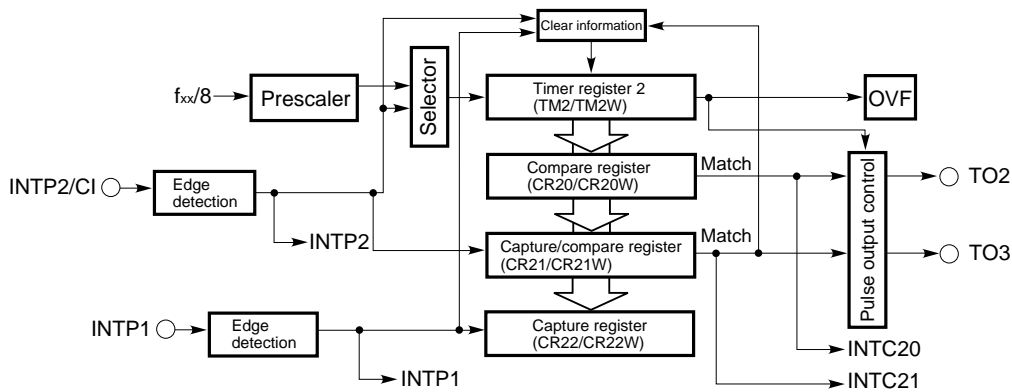 Clear information
fxx/8
Prescaler
Selector
Timer register 2
(TM2/TM2W)
OVF
INTP2/CI
Edge
detection
INTP2
Compare register
(CR20/CR20W)
Match
Pulse output control
TO2
Capture/compare register
(CR21/CR21W)
Match
TO3
INTP1
Edge
detection
INTP1
Capture register
(CR22/CR22W)
INTC20
INTC21